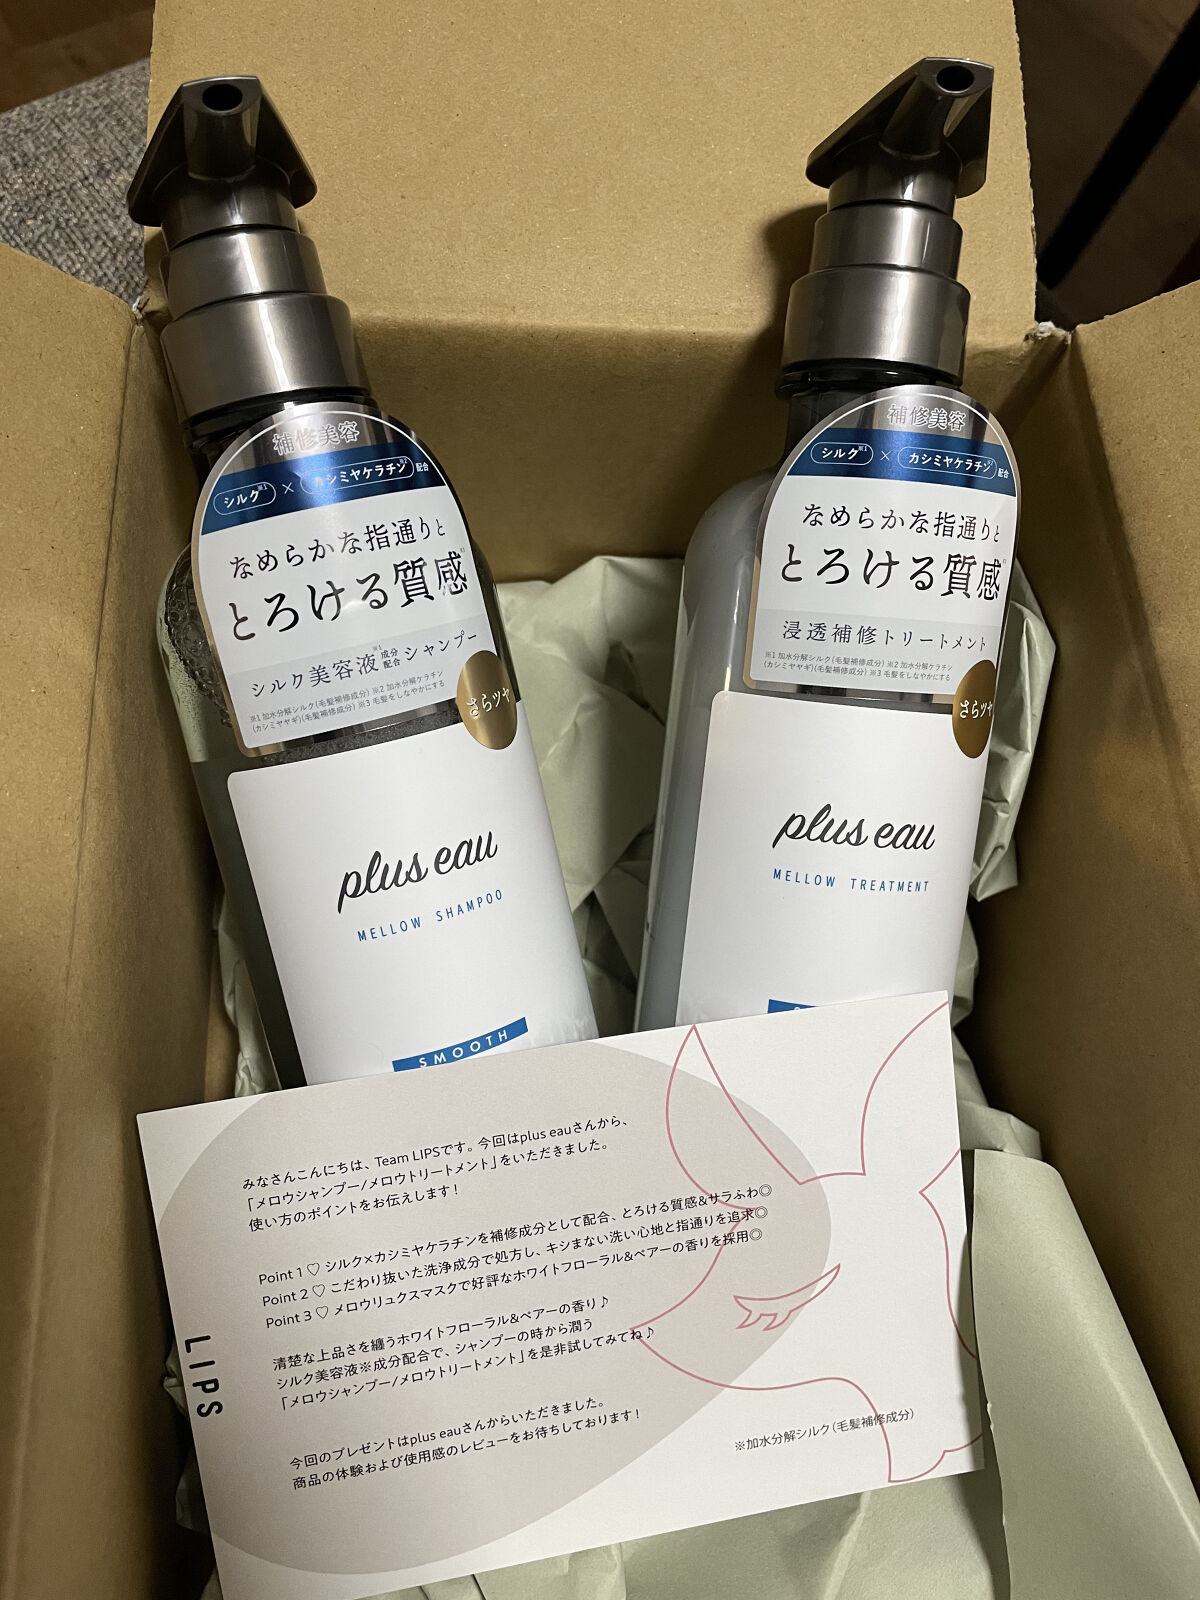 補修美容
シルク※1 × カシミヤケラチン※2 配合
なめらかな指通りと
とろける質感※3
シルク美容液※1成分配合シャンプー
※1 加水分解シルク(毛髪補修成分) ※2 加水分解ケラチン
(カシミヤヤギ)(毛髪補修成分) ※3 毛髪をしなやかにする
さらツヤ
plus eau
MELLOW SHAMPOO
SMOOTH
補修美容
シルク※1 × カシミヤケラチン※2 配合
なめらかな指通りと
とろける質感※3
浸透補修トリートメント
※1 加水分解シルク(毛髪補修成分) ※2 加水分解ケラチン
(カシミヤヤギ)(毛髪補修成分) ※3 毛髪をしなやかにする
さらツヤ
plus eau
MELLOW TREATMENT
みなさんこんにちは、Team LIPSです。今回はplus eauさんから、
「メロウシャンプー/メロウトリートメント」をいただきました。
使い方のポイントをお伝えします!
Point 1♡ シルク×カシミヤケラチンを補修成分として配合、とろける質感&サラふわ◎
Point 2♡ こだわり抜いた洗浄成分で処方し、キシまない洗い心地と指通りを追求◎
Point 3♡ メロウリュクスマスクで好評なホワイトフローラル&ペアーの香りを採用◎
清楚な上品さを纏うホワイトフローラル&ペアーの香り♪
シルク美容液※成分配合で、シャンプーの時から潤う
「メロウシャンプー/メロウトリートメント」を是非試してみてね♪
今回のプレゼントはplus eauさんからいただきました。
商品の体験および使用感のレビューをお待ちしております!
※加水分解シルク(毛髪補修成分)
LIPS